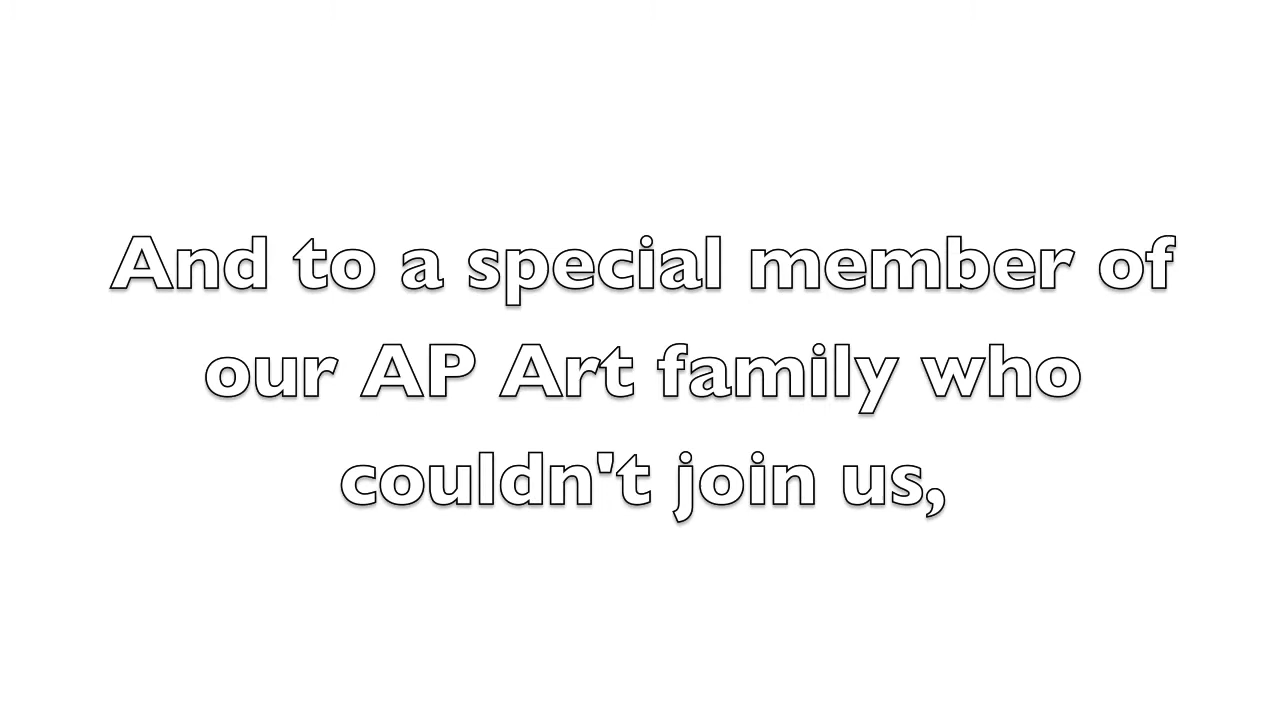 And to a special member of
our AP Art family who
couldn't join us,